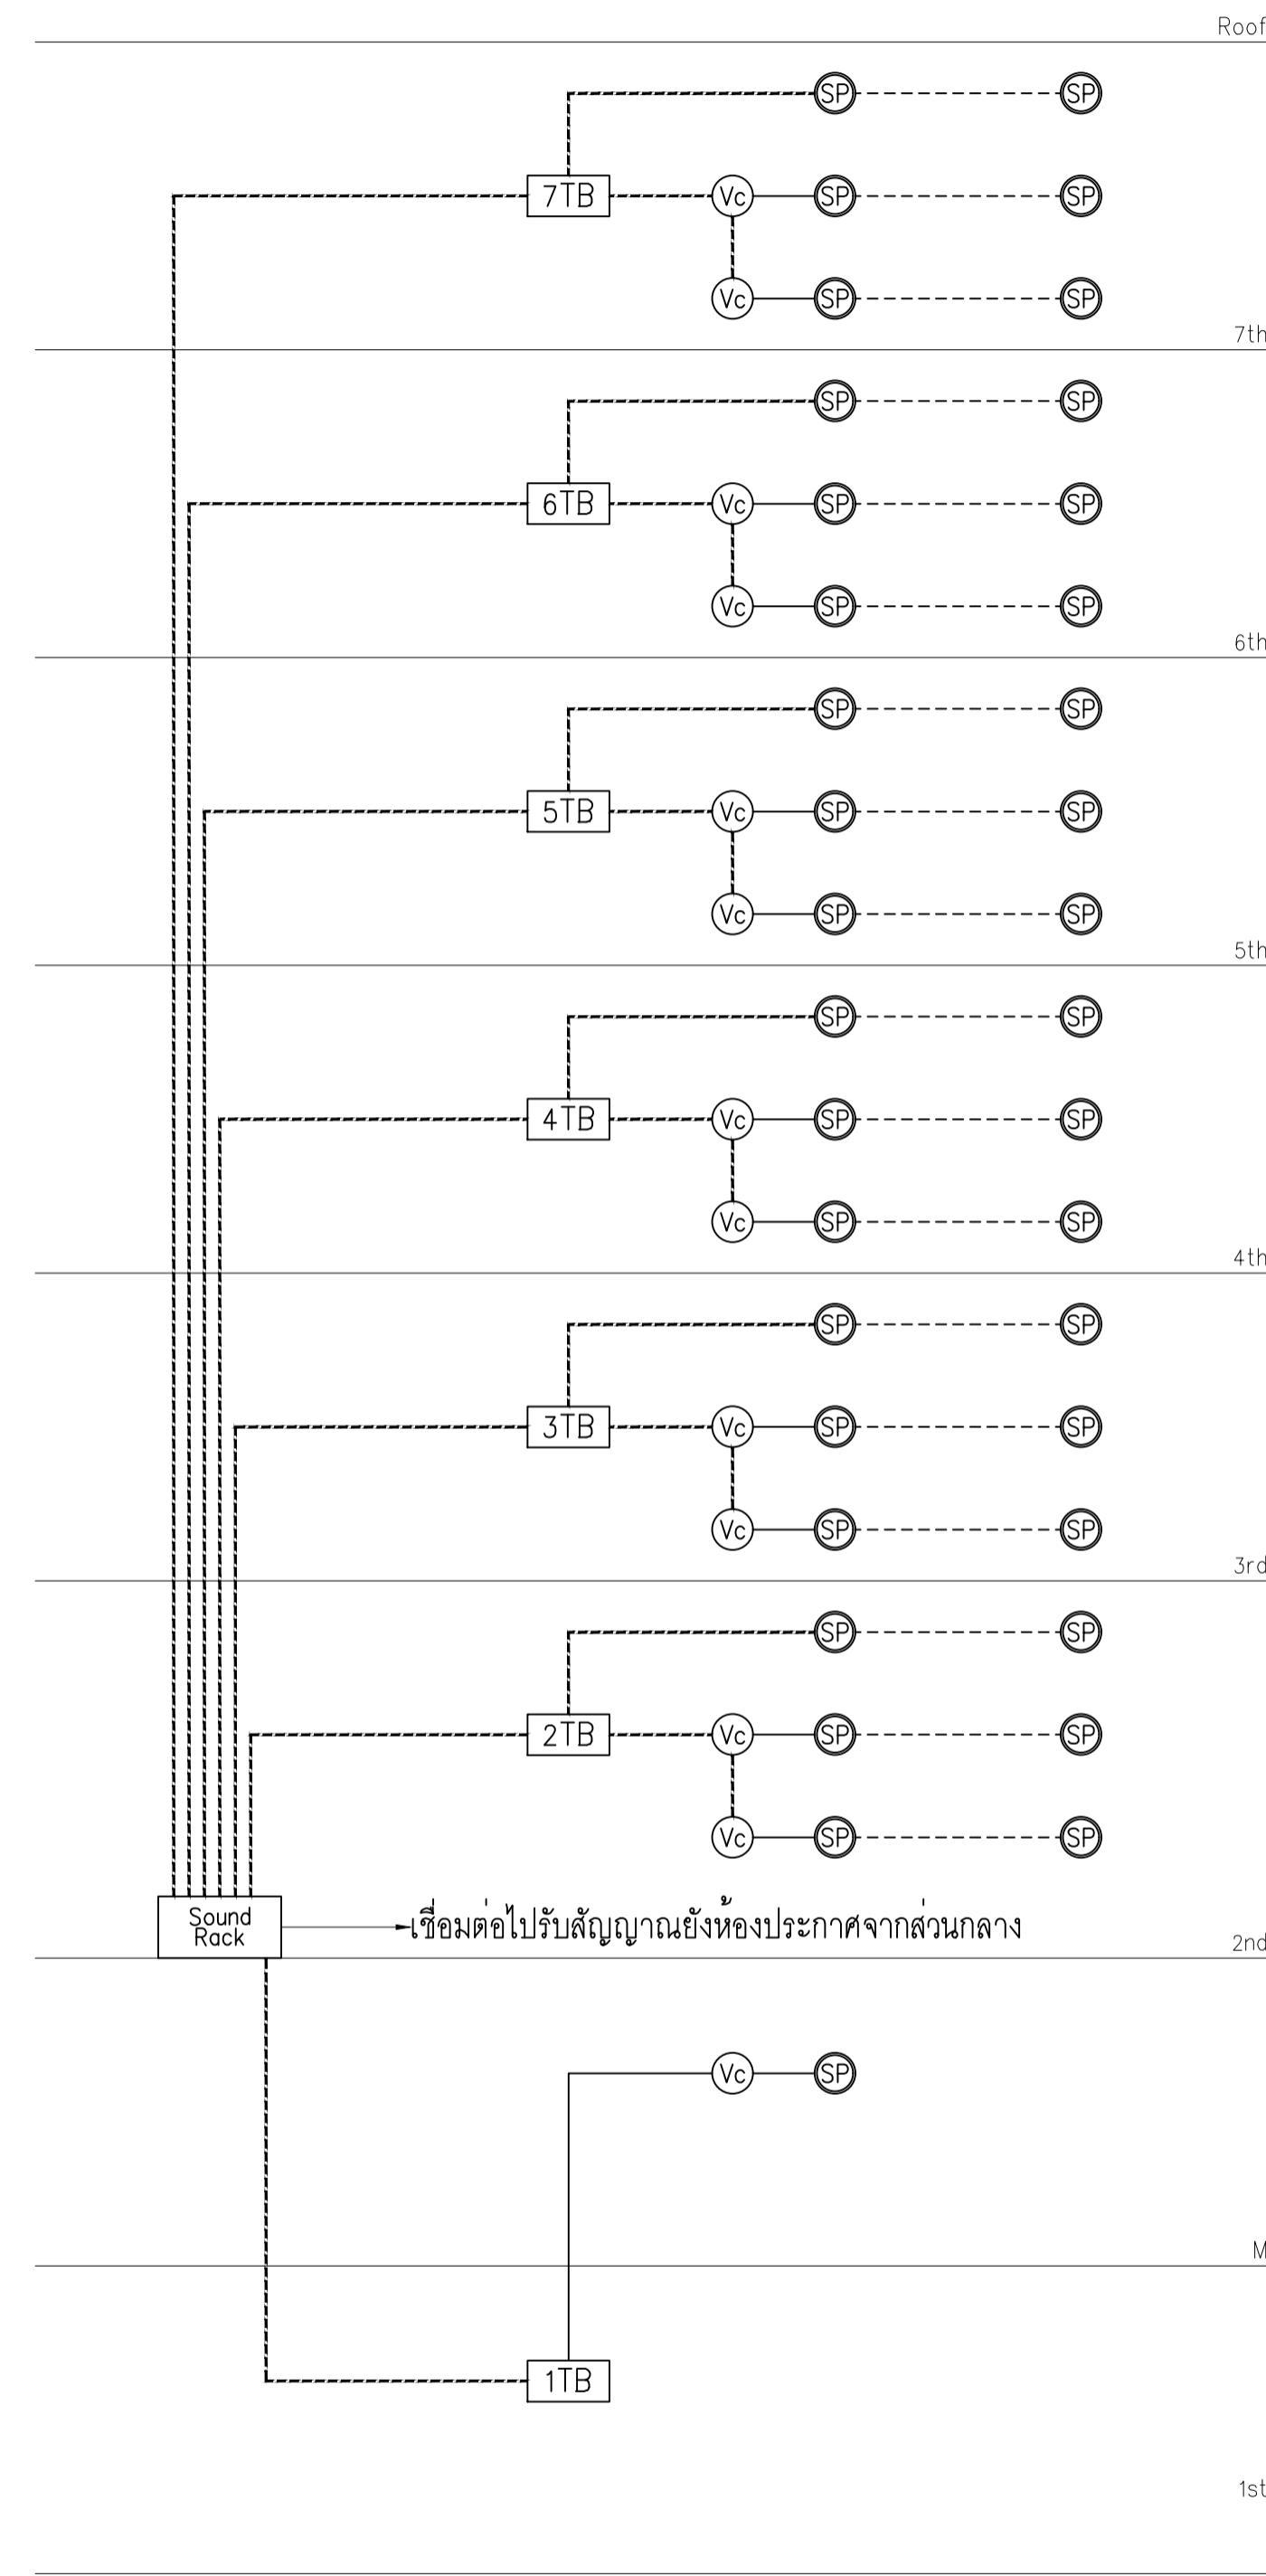 Roof
SP SP
7TB Vc SP SP
Vc SP SP
7th
SP SP
6TB Vc SP SP
Vc SP SP
6th
SP SP
5TB Vc SP SP
Vc SP SP
5th
SP SP
4TB Vc SP SP
Vc SP SP
4th
SP SP
3TB Vc SP SP
Vc SP SP
3rd
SP SP
2TB Vc SP SP
Vc SP SP
Sound
Rack
เชื่อมต่อไปรับสัญญาณยังห้องประกาศจากส่วนกลาง
2nd
Vc SP
M
1TB
1st